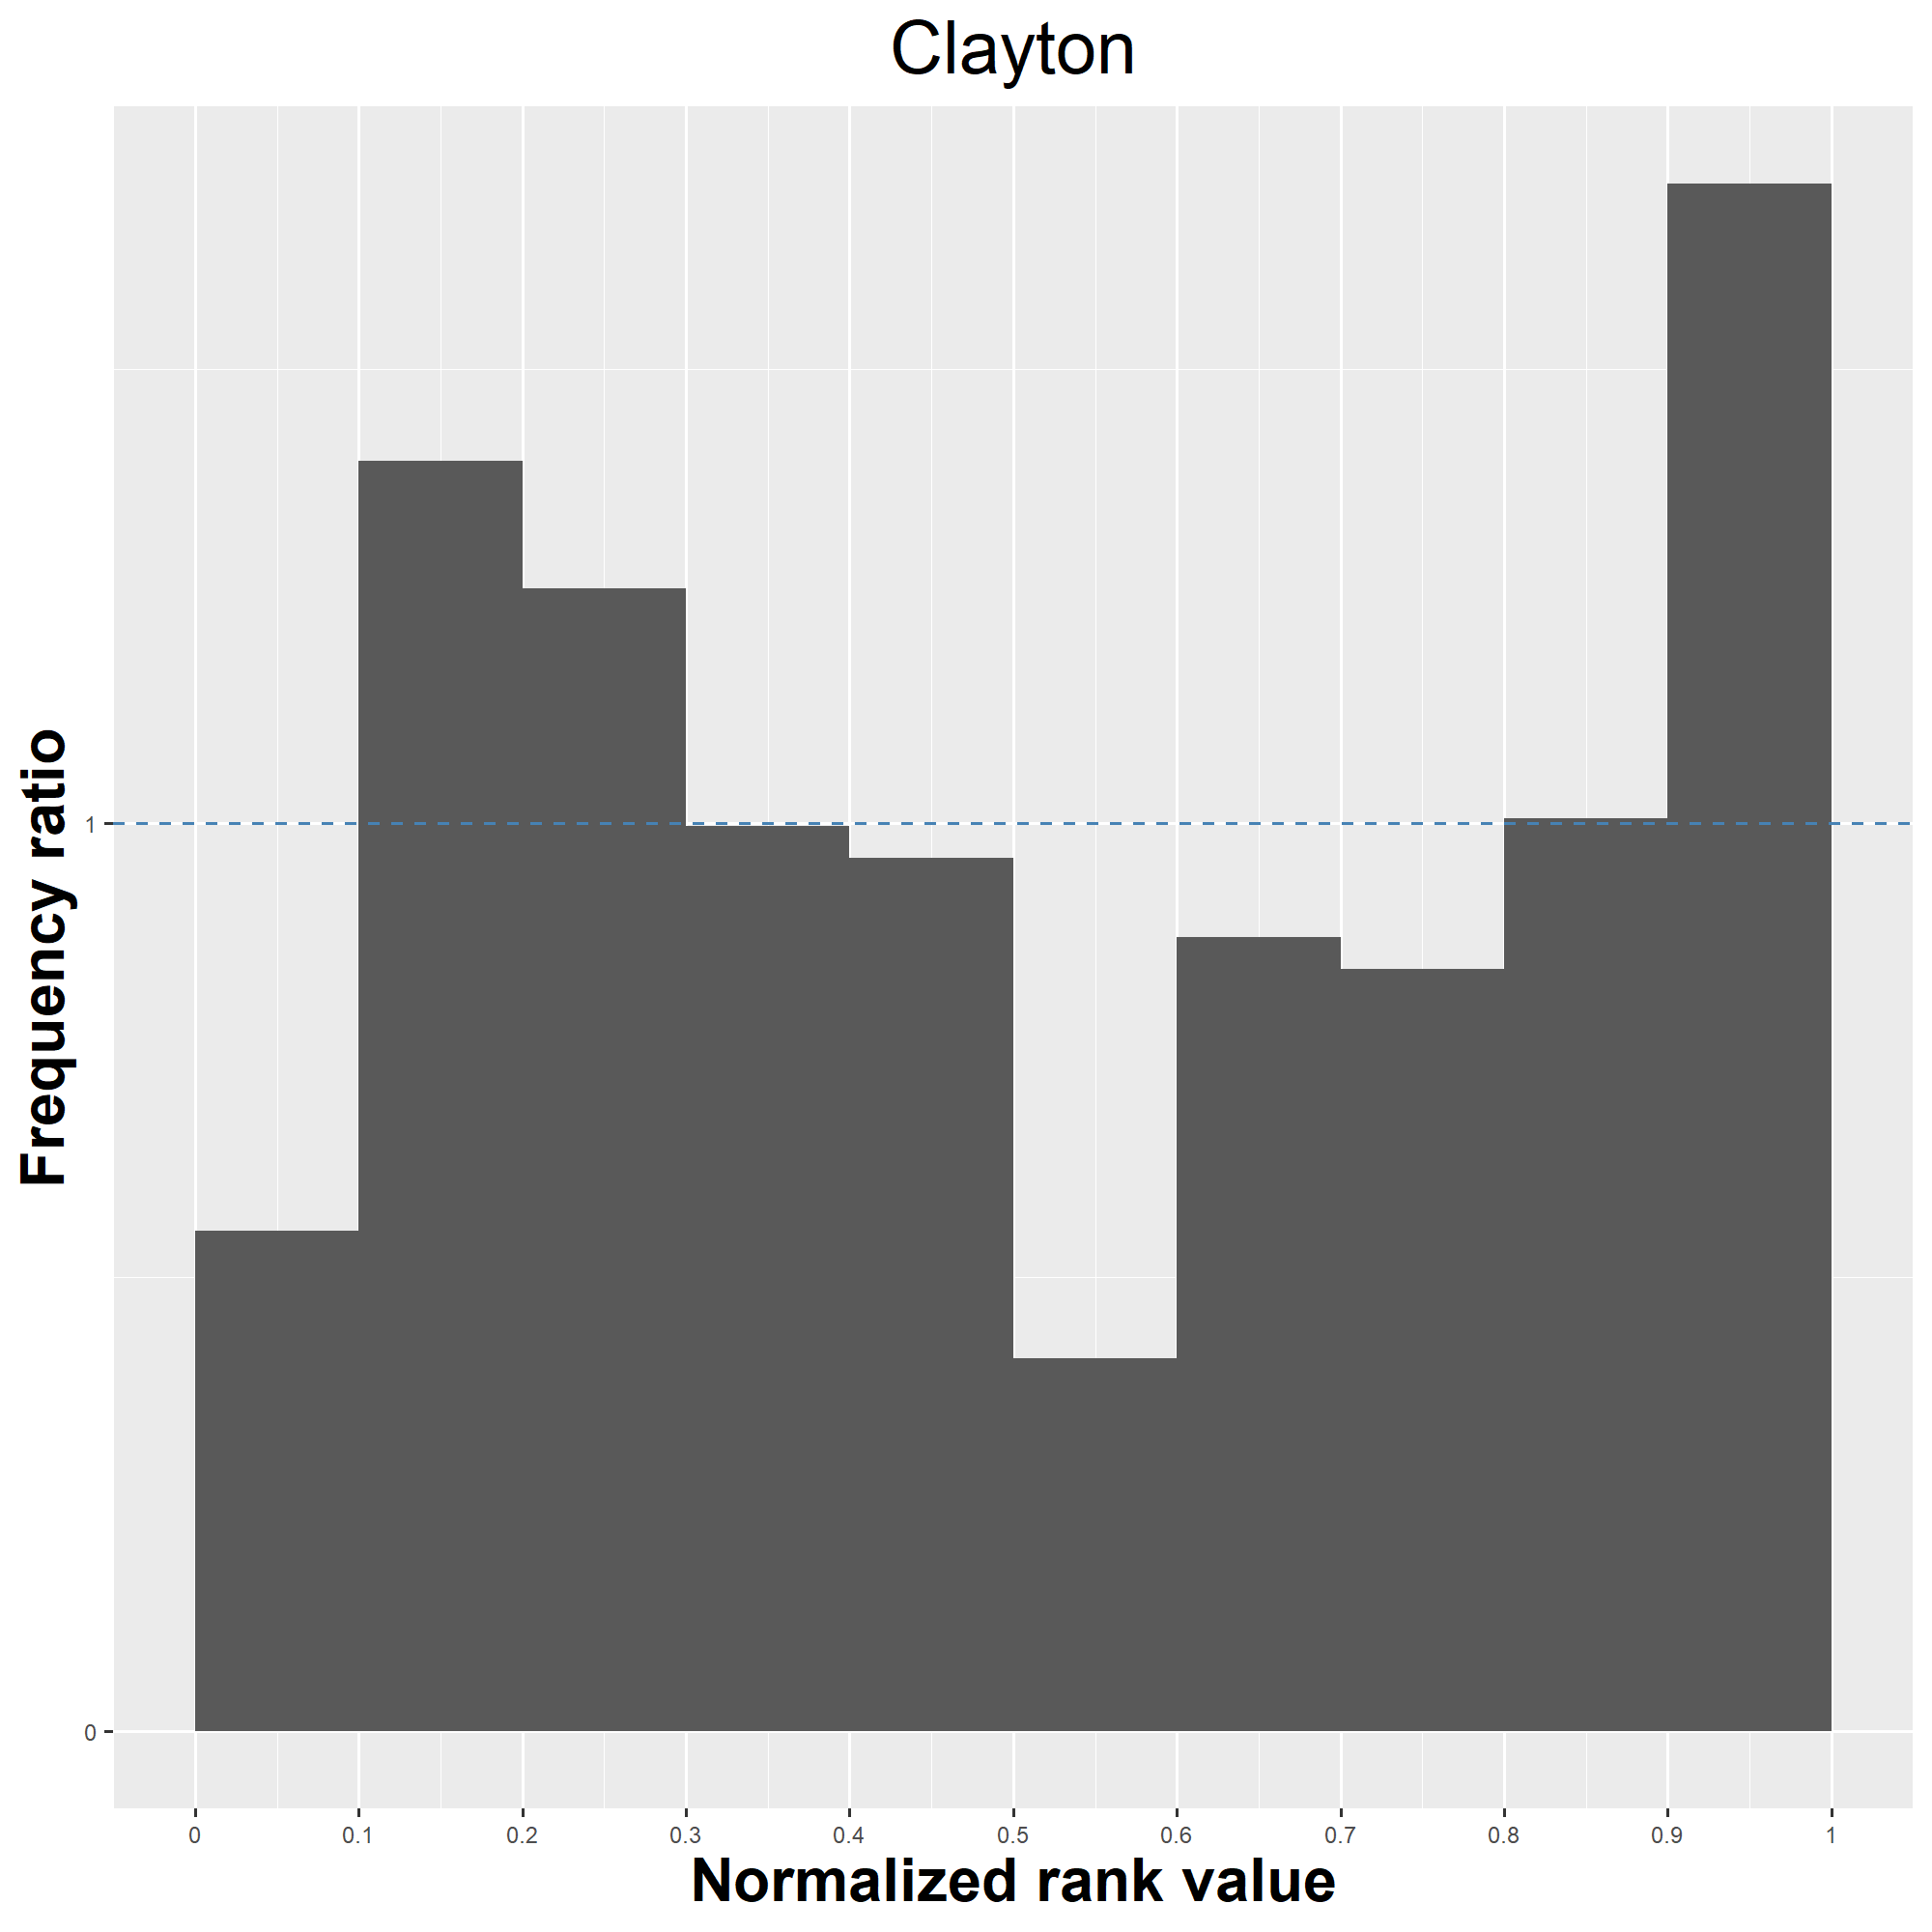 Clayton
Frequency ratio
1
0
0 0.1 0.2 0.3 0.4 0.5 0.6 0.7 0.8 0.9 1
Normalized rank value